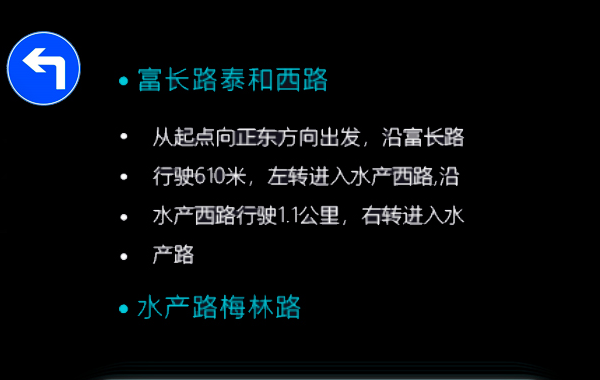 • 富长路泰和西路
• 从起点向正东方向出发，沿富长路
• 行驶610米，左转进入水产西路,沿
• 水产西路行驶1.1公里，右转进入水
• 产路
• 水产路梅林路